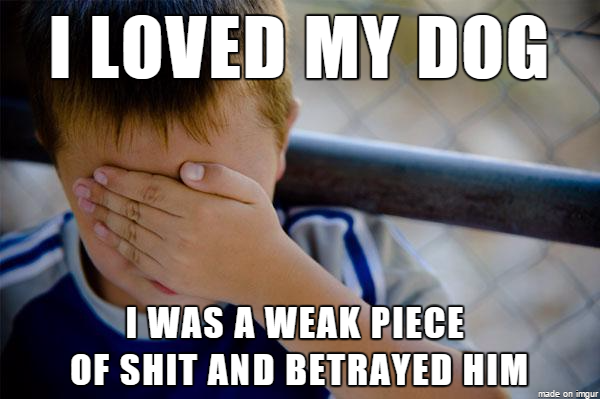 I LOVED MY DOG
I WAS A WEAK PIECE
OF SHIT AND BETRAYED HIM
made on imgur